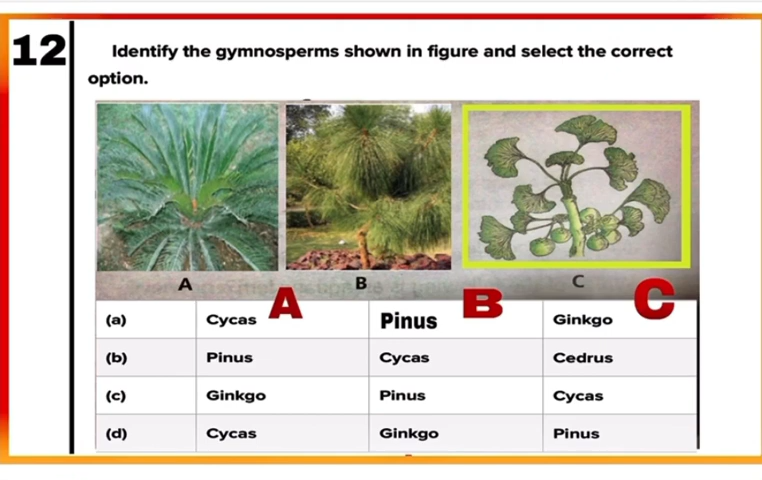 12
Identify the gymnosperms shown in figure and select the correct
option.
A B C
A B C
(a) Cycas Pinus Ginkgo
(b) Pinus Cycas Cedrus
(c) Ginkgo Pinus Cycas
(d) Cycas Ginkgo Pinus